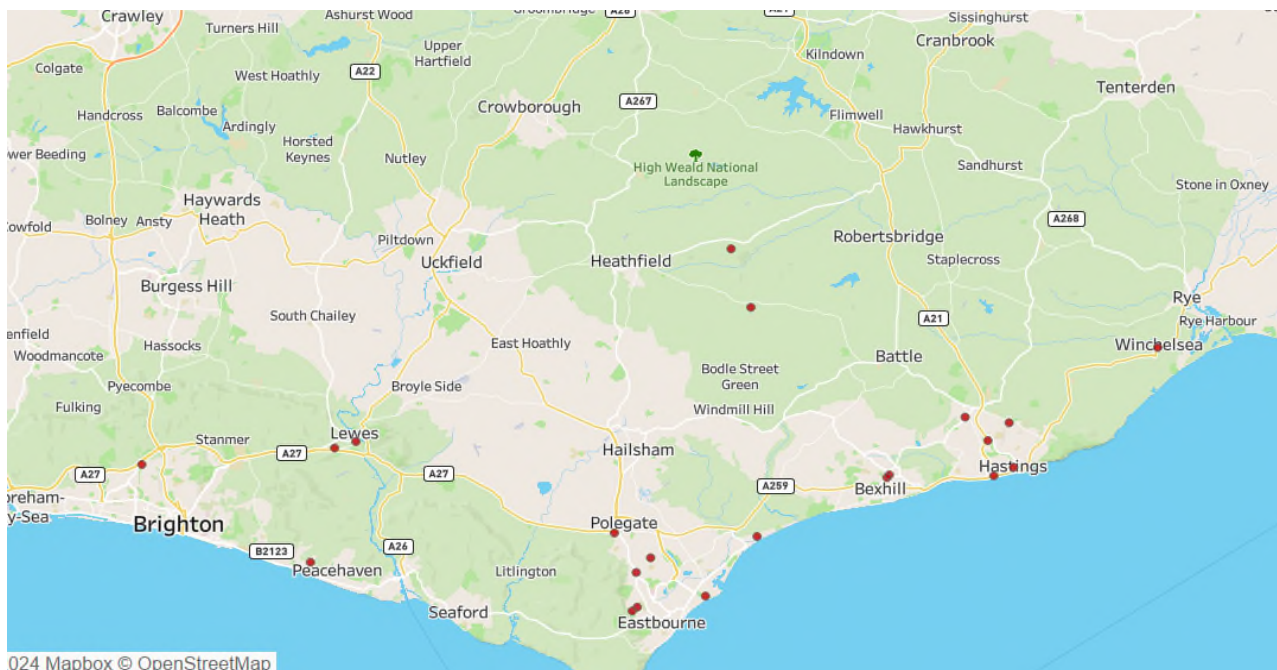 Ashurst Wood
Groombridge
A26
A21
Sissinghurst
Crawley
Turners Hill
Upper
Hartfield
Kilndown
Cranbrook
Colgate
West Hoathly
A22
Tenterden
Crowborough
A267
Handcross
Balcombe
Ardingly
Flimwell
Hawkhurst
Horsted
Keynes
Nutley
High Weald National
Landscape
Sandhurst
ower Beeding
Stone in Oxney
Haywards
Heath
Cowfold
Bolney
Ansty
A268
Piltdown
Robertsbridge
Uckfield
Heathfield
Staplecross
Burgess Hill
Rye
South Chailey
A21
Rye Harbour
enfield
Hassocks
East Hoathly
Winchelsea
Woodmancote
Battle
Bodle Street
Green
Pyecombe
Broyle Side
Fulking
Windmill Hill
Stanmer
Lewes
A27
Hailsham
Hastings
A27
A27
A259
Bexhill
oreham-
y-Sea
Brighton
Polegate
B2123
A26
Peacehaven
Litlington
Seaford
Eastbourne
024 Mapbox © OpenStreetMap